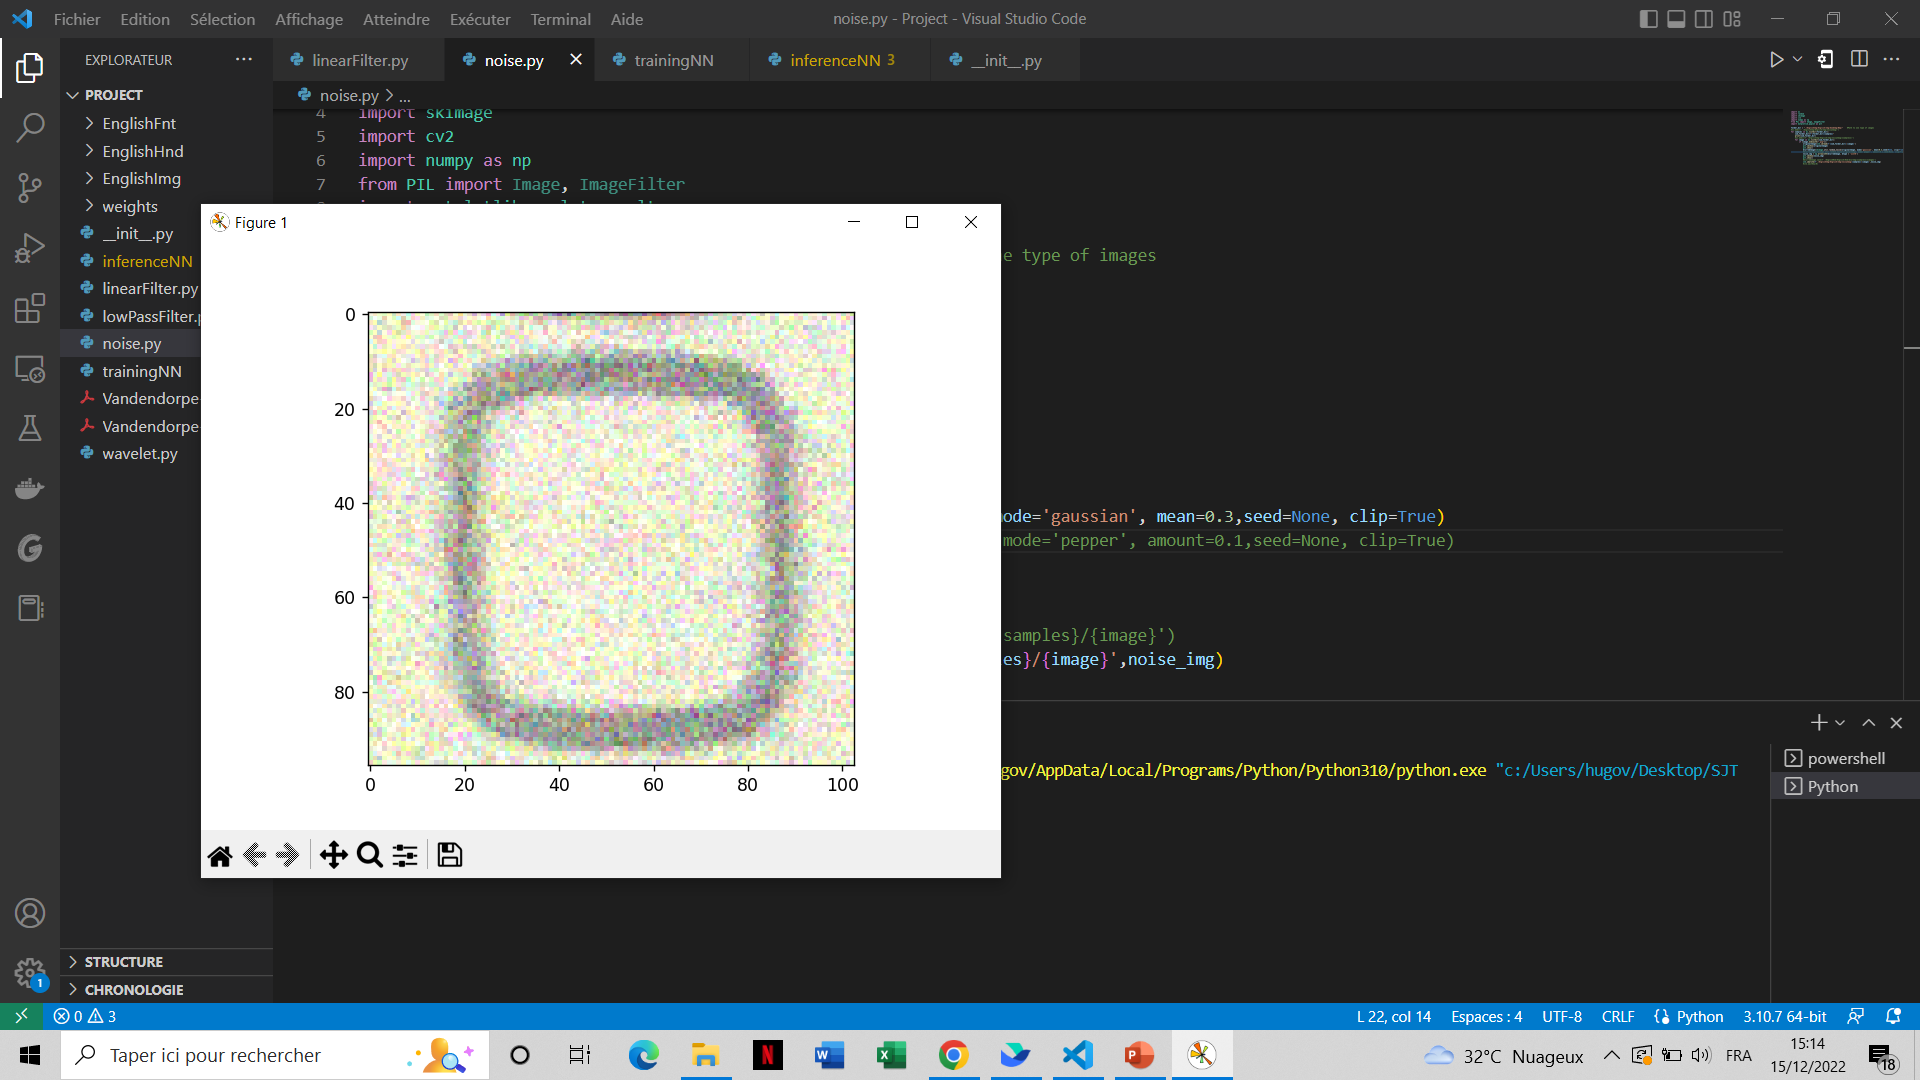 Fichier Edition Sélection Affichage Atteindre Exécuter Terminal Aide
noise.py - Project - Visual Studio Code
EXPLORATEUR
linearFilter.py
noise.py
trainingNN
inferenceNN 3
__init__.py
PROJECT
EnglishFnt
EnglishHnd
EnglishImg
weights
__init__.py
inferenceNN
linearFilter.py
lowPassFilter.
noise.py
trainingNN
Vandendorpe
Vandendorpe
wavelet.py
STRUCTURE
CHRONOLOGIE
noise.py > ...
4 import skimage
5 import cv2
6 import numpy as np
7 from PIL import Image, ImageFilter
e type of images
ode='gaussian', mean=0.3,seed=None, clip=True)
mode='pepper', amount=0.1,seed=None, clip=True)
samples}/{image}')
es}/{image}',noise_img)
Figure 1
0
20
40
60
80
0 20 40 60 80 100
gov/AppData/Local/Programs/Python/Python310/python.exe "c:/Users/hugov/Desktop/SJT
powershell
Python
1
0 3
L 22, col 14 Espaces : 4 UTF-8 CRLF Python 3.10.7 64-bit
Taper ici pour rechercher
32°C Nuageux
FRA
15:14
15/12/2022
18